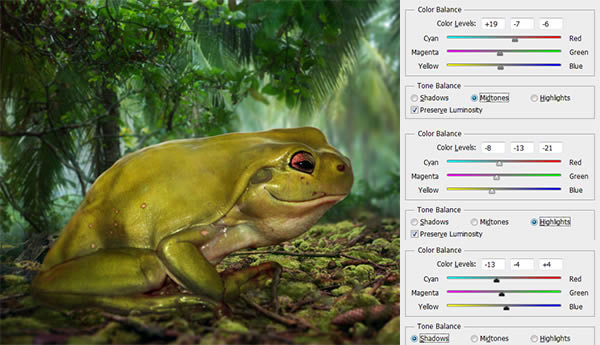 Color Balance
Color Levels: +19 -7 -6
Cyan Red
Magenta Green
Yellow Blue
Tone Balance
Shadows Midtones Highlights
Preserve Luminosity
Color Balance
Color Levels: -8 -13 -21
Cyan Red
Magenta Green
Yellow Blue
Tone Balance
Shadows Midtones Highlights
Preserve Luminosity
Color Balance
Color Levels: -13 -4 +4
Cyan Red
Magenta Green
Yellow Blue
Tone Balance
Shadows Midtones Highlights